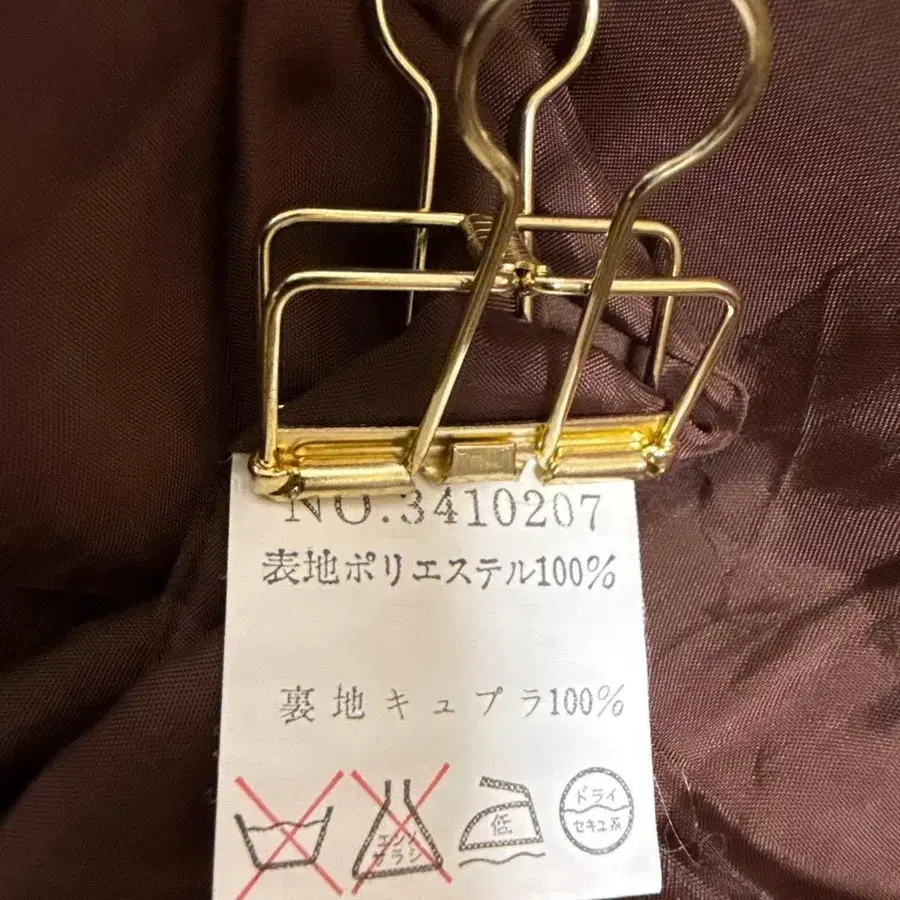 NO.3410207
表地ポリエステル100%
裏地キュプラ100%
エンソ
サラシ
低
ドライ
セキユ系